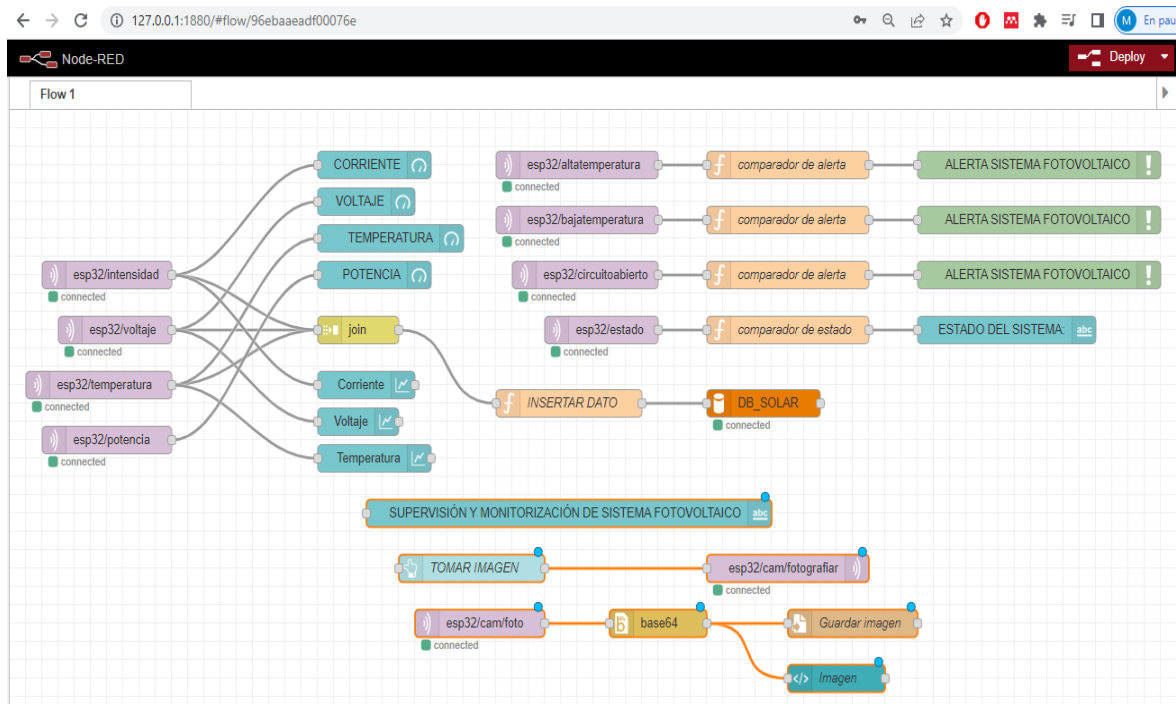 127.0.0.1:1880/#flow/96ebaaeadf00076e
M En pau
Node-RED
Deploy
Flow 1
CORRIENTE
VOLTAJE
TEMPERATURA
POTENCIA
esp32/intensidad
connected
esp32/voltaje
connected
esp32/temperatura
connected
esp32/potencia
connected
join
Corriente
Voltaje
Temperatura
esp32/altatemperatura
connected
f comparador de alerta
ALERTA SISTEMA FOTOVOLTAICO !
esp32/bajatemperatura
connected
f comparador de alerta
ALERTA SISTEMA FOTOVOLTAICO !
esp32/circuitoabierto
connected
f comparador de alerta
ALERTA SISTEMA FOTOVOLTAICO !
esp32/estado
connected
f comparador de estado
ESTADO DEL SISTEMA: abc
f INSERTAR DATO
DB_SOLAR
connected
SUPERVISIÓN Y MONITORIZACIÓN DE SISTEMA FOTOVOLTAICO abc
TOMAR IMAGEN
esp32/cam/fotografiar
connected
esp32/cam/foto
connected
b base64
Guardar imagen
</> Imagen